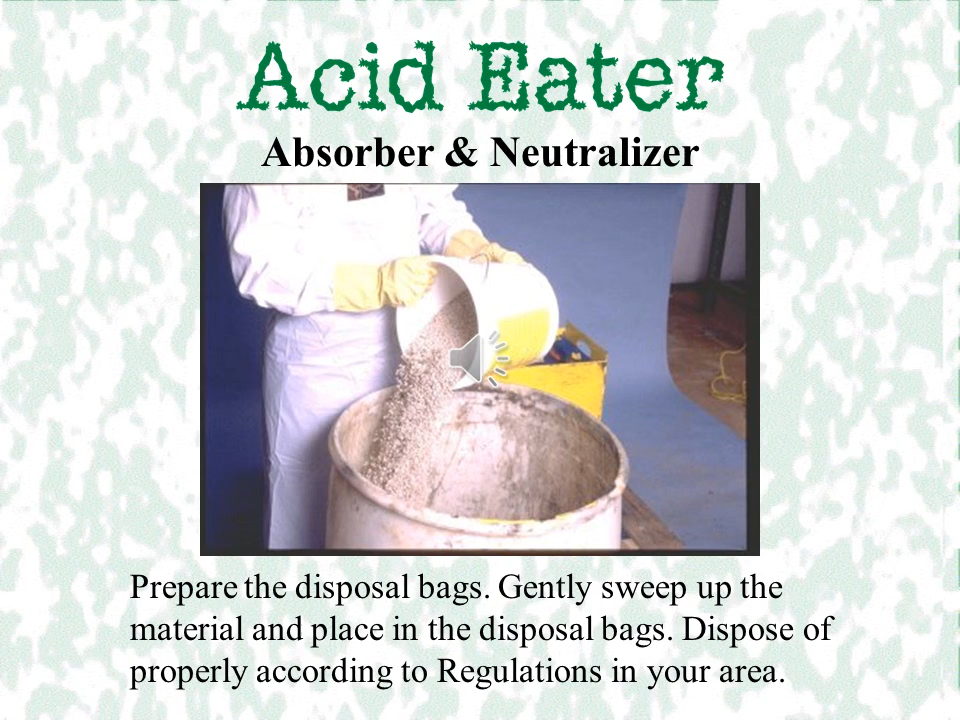 Acid Eater
Absorber & Neutralizer
Prepare the disposal bags. Gently sweep up the
material and place in the disposal bags. Dispose of
properly according to Regulations in your area.